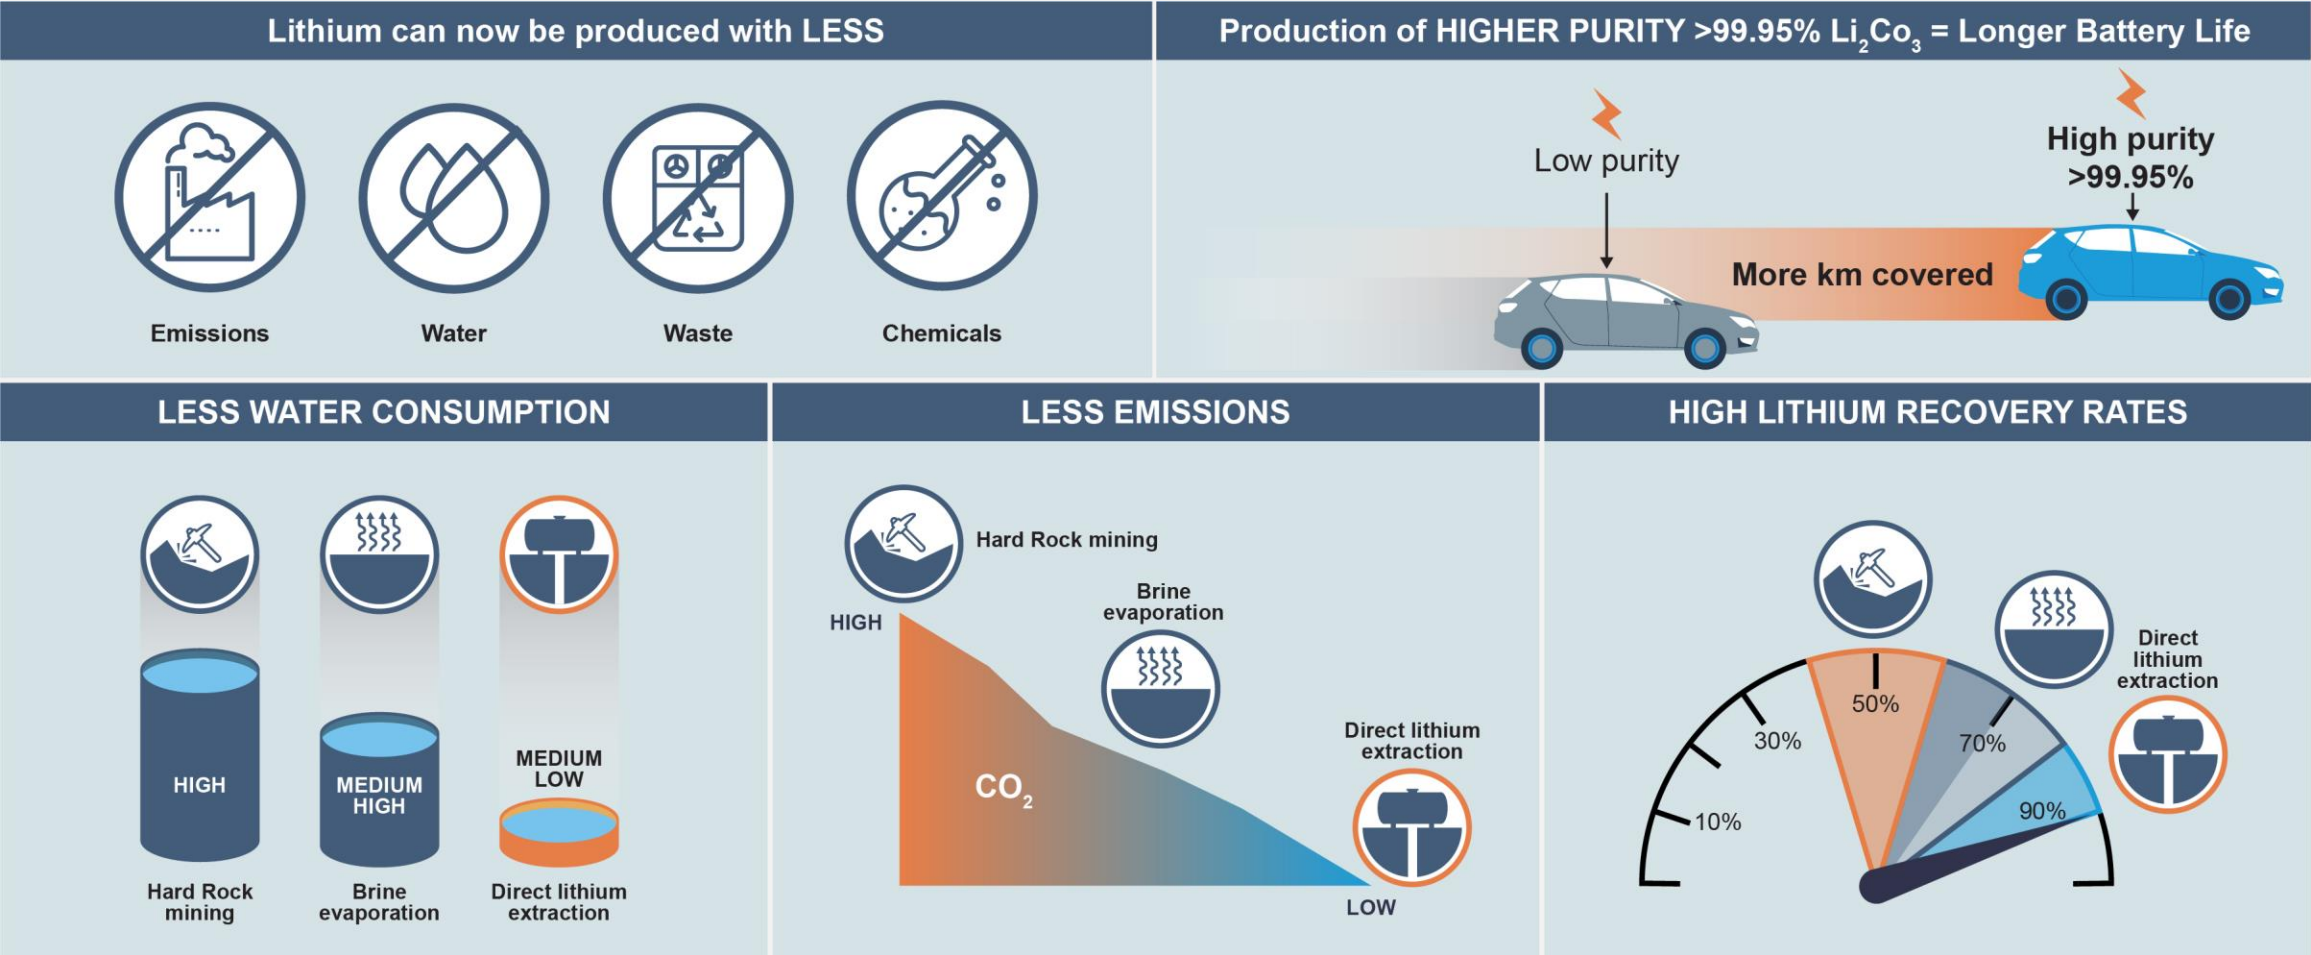 Lithium can now be produced with LESS
Emissions
Water
Waste
Chemicals
Production of HIGHER PURITY >99.95% Li₂Co₃ = Longer Battery Life
Low purity
High purity
>99.95%
More km covered
LESS WATER CONSUMPTION
HIGH
MEDIUM
HIGH
MEDIUM
LOW
Hard Rock
mining
Brine
evaporation
Direct lithium
extraction
LESS EMISSIONS
Hard Rock mining
HIGH
Brine
evaporation
Direct lithium
extraction
CO₂
LOW
HIGH LITHIUM RECOVERY RATES
Direct
lithium
extraction
10%
30%
50%
70%
90%